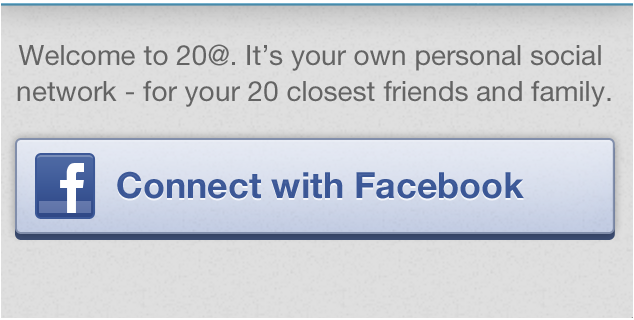 Welcome to 20@. It’s your own personal social
network - for your 20 closest friends and family.
f Connect with Facebook